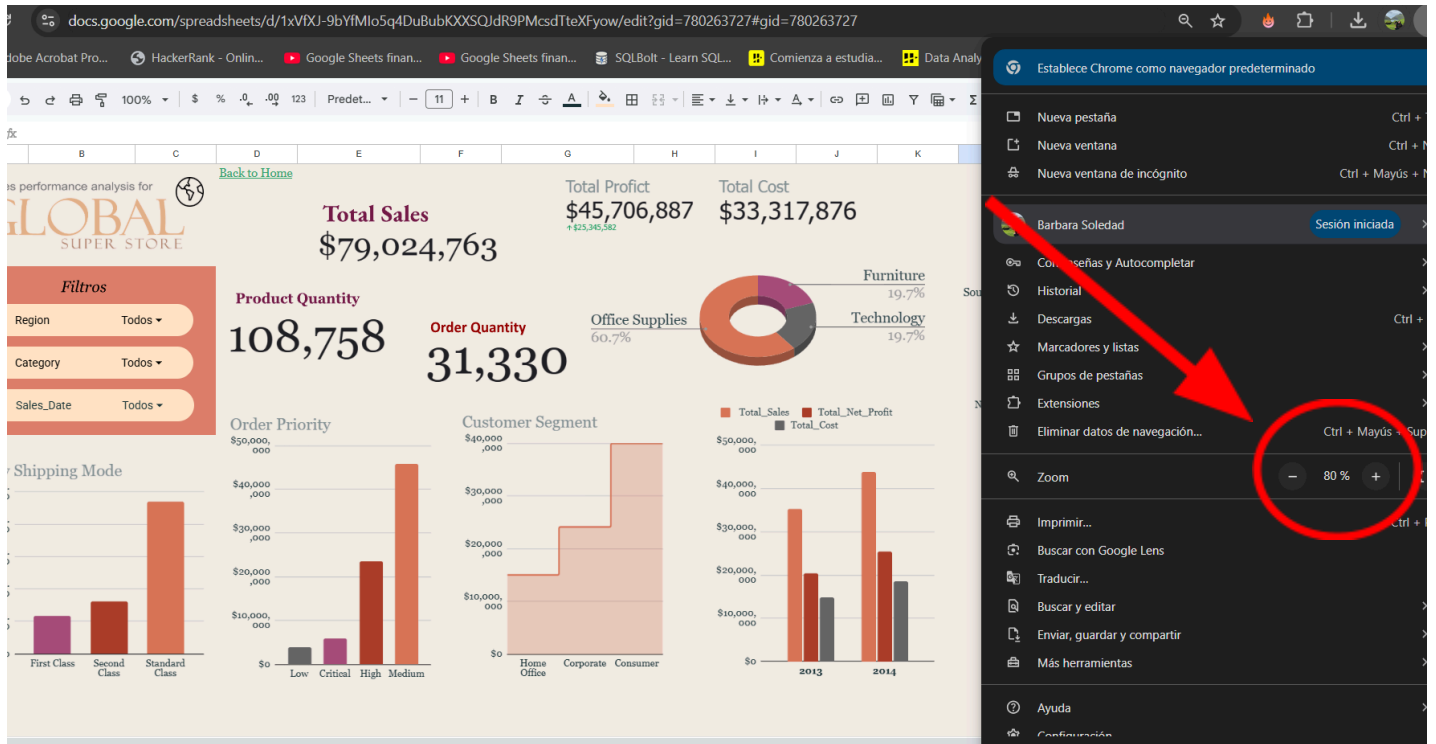 docs.google.com/spreadsheets/d/1xVfXJ-9bYfMIo5q4DuBubKXXSQJdR9PMcsdTteXFyow/edit?gid=780263727#gid=780263727
dobe Acrobat Pro... HackerRank - Onlin... Google Sheets finan... Google Sheets finan... SQLBolt - Learn SQL... Comienza a estudia... Data Analy
100% $ % .0 .00 123 Predet... − 11 + B I A
fx
B C D E F G H I J K
es performance analysis for
GLOBAL
SUPER STORE
Back to Home
Total Sales
$79,024,763
Total Profict
$45,706,887
$25,345,582
Total Cost
$33,317,876
Filtros
Region Todos
Category Todos
Sales_Date Todos
Product Quantity
108,758
Order Quantity
31,330
Office Supplies
60.7%
Furniture
19.7%
Technology
19.7%
Sou
N
Shipping Mode
First Class Second Class Standard Class
Order Priority
$50,000,
000
$40,000
,000
$30,000
,000
$20,000
,000
$10,000,
000
$0
Low Critical High Medium
Customer Segment
$40,000
,000
$30,000
,000
$20,000
,000
$10,000,
000
$0
Home Office Corporate Consumer
Total_Sales Total_Net_Profit
Total_Cost
$50,000,
000
$40,000,
000
$30,000,
000
$20,000,
000
$10,000,
000
$0
2013 2014
Establece Chrome como navegador predeterminado
Nueva pestaña Ctrl +
Nueva ventana Ctrl + N
Nueva ventana de incógnito Ctrl + Mayús + N
Barbara Soledad Sesión iniciada
y Autocompletar
Historial
Descargas Ctrl +
Marcadores y listas
Grupos de pestañas
Extensiones
Eliminar datos de navegación... Ctrl + Mayús + Sup
Zoom − 80 % +
Imprimir... Ctrl +
Buscar con Google Lens
Traducir...
Buscar y editar
Enviar, guardar y compartir
Más herramientas
Ayuda
Configuración